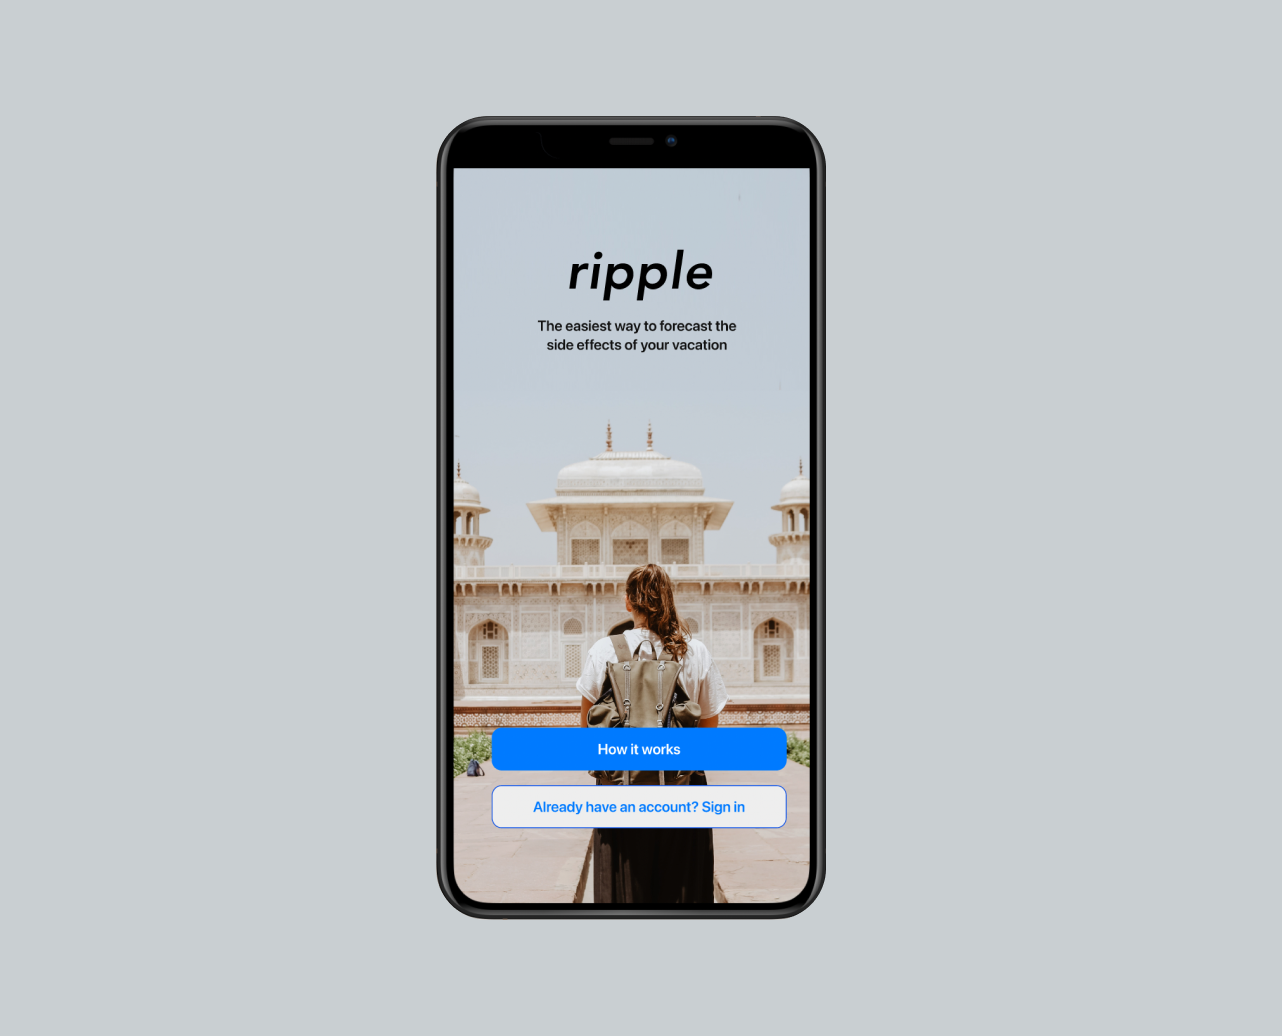 ripple
The easiest way to forecast the
side effects of your vacation
How it works
Already have an account? Sign in